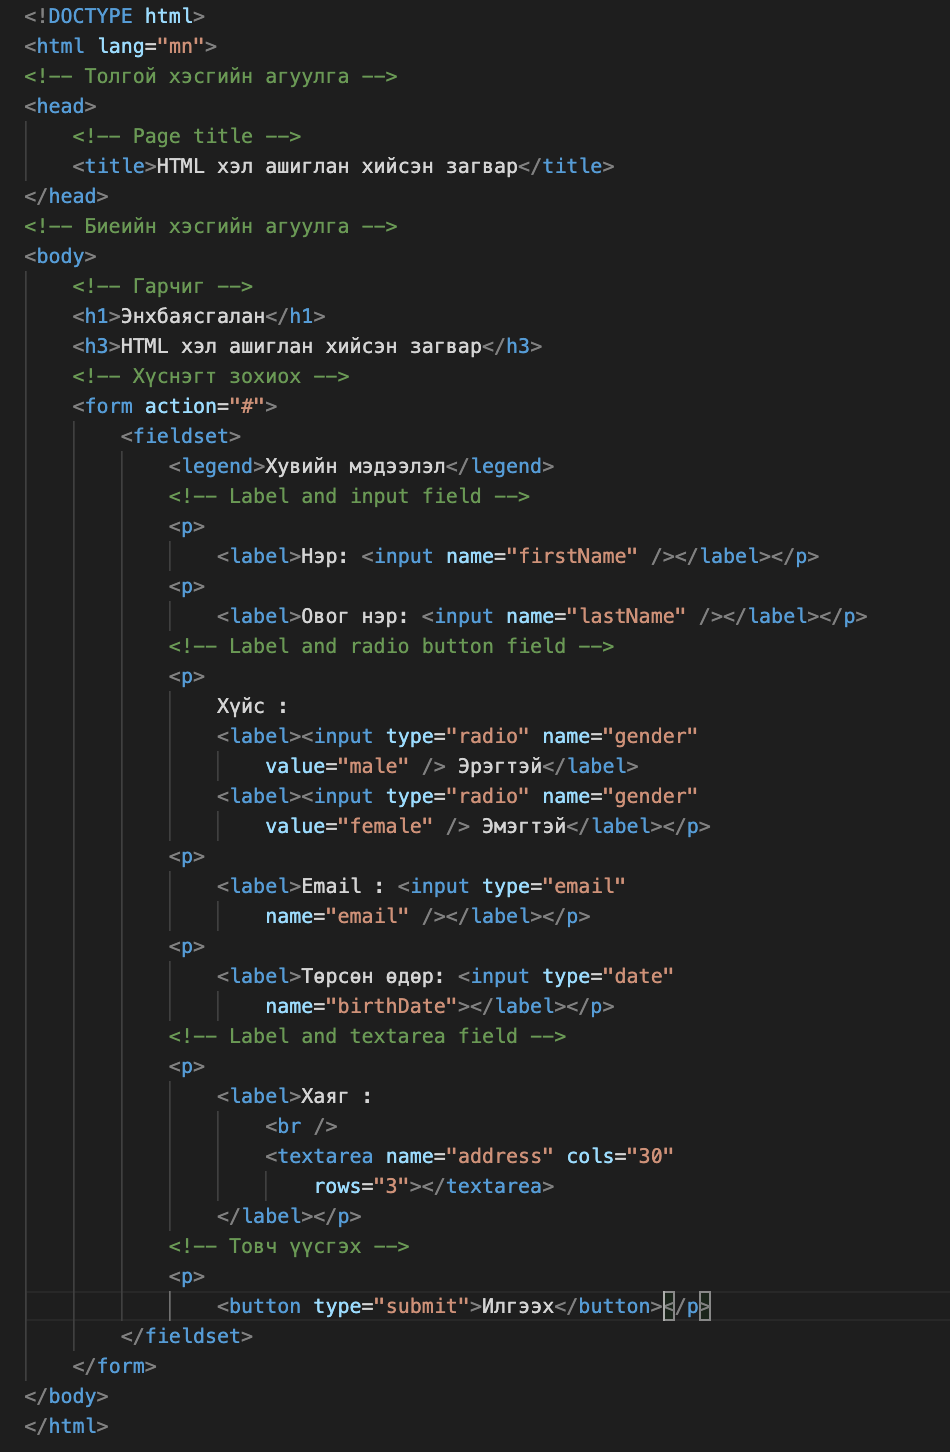 <!DOCTYPE html>
<html lang="mn">
<!-- Толгой хэсгийн агуулга -->
<head>
    <!-- Page title -->
    <title>HTML хэл ашиглан хийсэн загвар</title>
</head>
<!-- Биеийн хэсгийн агуулга -->
<body>
    <!-- Гарчиг -->
    <h1>Энхбаясгалан</h1>
    <h3>HTML хэл ашиглан хийсэн загвар</h3>
    <!-- Хүснэгт зохиох -->
    <form action="#">
        <fieldset>
            <legend>Хувийн мэдээлэл</legend>
            <!-- Label and input field -->
            <p>
                <label>Нэр: <input name="firstName" /></label></p>
            <p>
                <label>Овог нэр: <input name="lastName" /></label></p>
            <!-- Label and radio button field -->
            <p>
                Хүйс :
                <label><input type="radio" name="gender"
                    value="male" /> Эрэгтэй</label>
                <label><input type="radio" name="gender"
                    value="female" /> Эмэгтэй</label></p>
            <p>
                <label>Email : <input type="email"
                    name="email" /></label></p>
            <p>
                <label>Төрсөн өдөр: <input type="date"
                    name="birthDate"></label></p>
            <!-- Label and textarea field -->
            <p>
                <label>Хаяг :
                    <br />
                    <textarea name="address" cols="30"
                        rows="3"></textarea>
                </label></p>
            <!-- Товч үүсгэх -->
            <p>
                <button type="submit">Илгээх</button></p>
        </fieldset>
    </form>
</body>
</html>